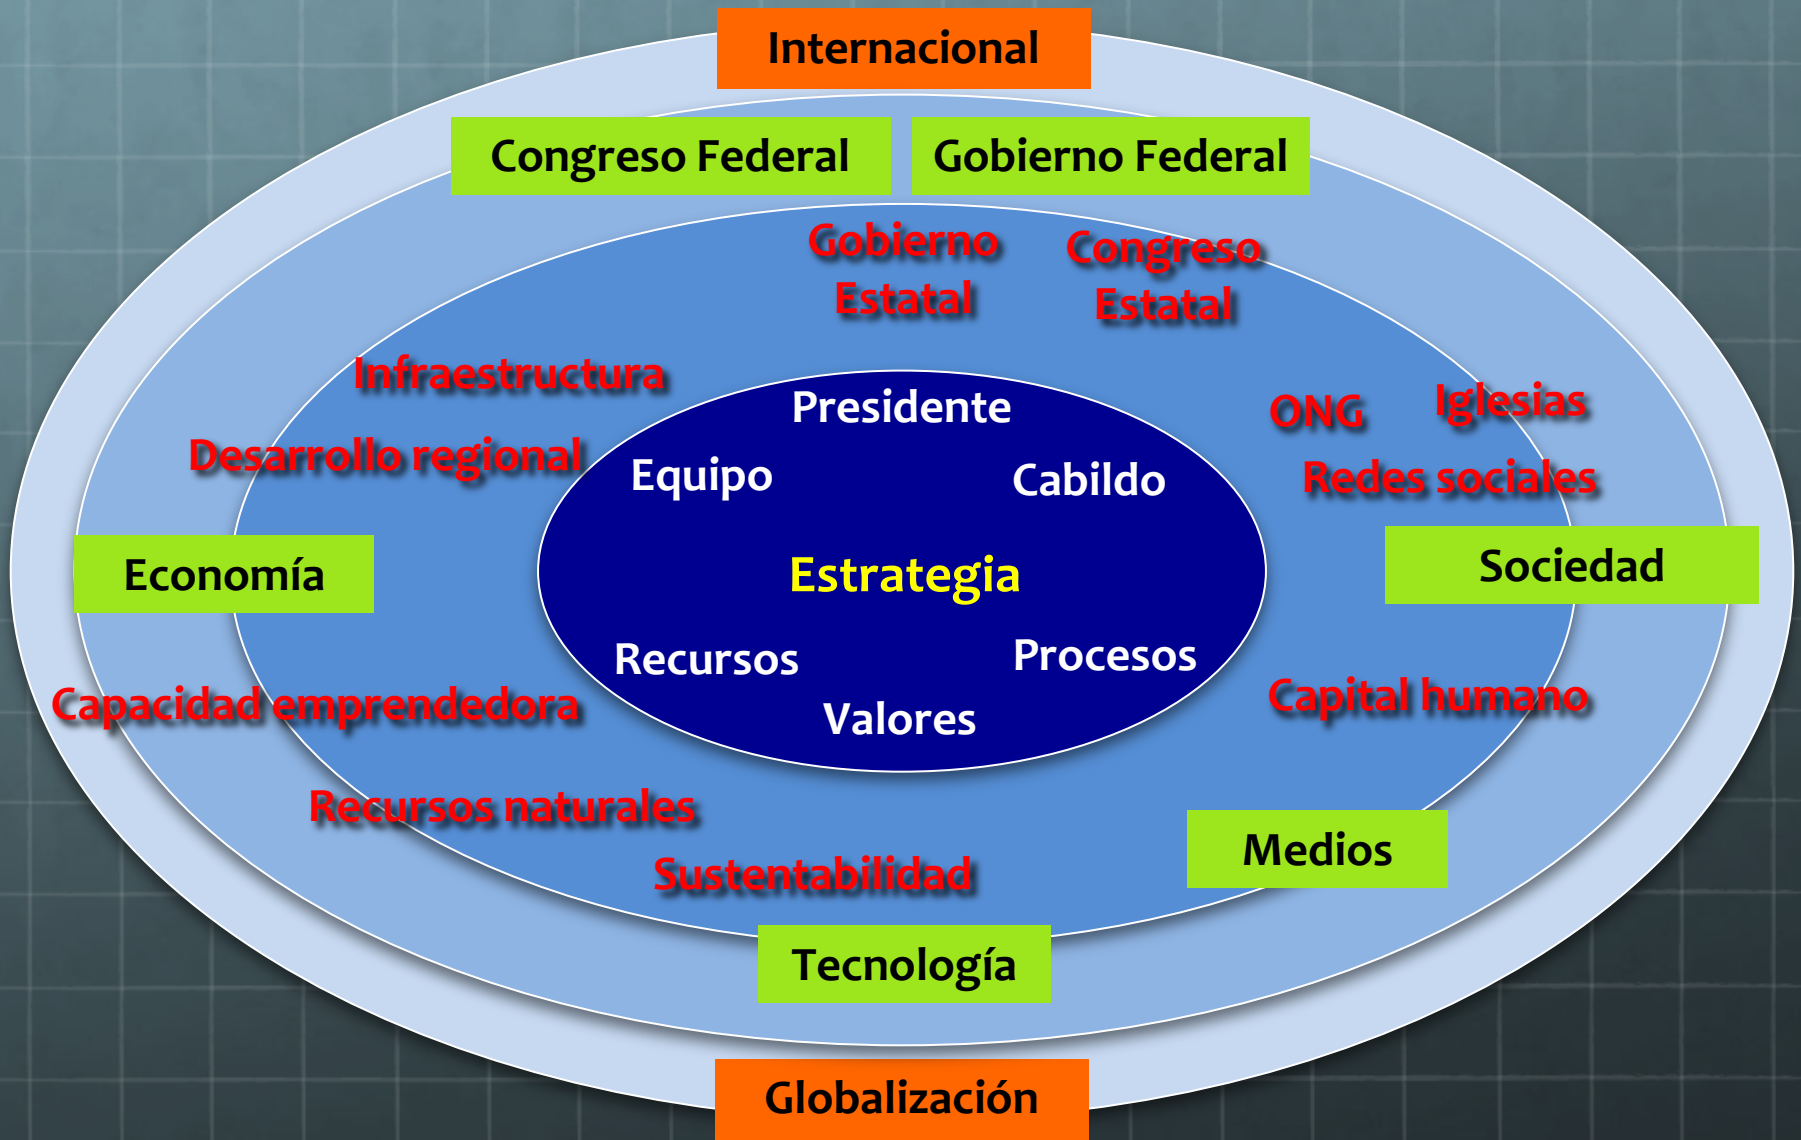 Internacional
Congreso Federal
Gobierno Federal
Gobierno
Estatal
Congreso
Estatal
Infraestructura
Desarrollo regional
Presidente
Equipo
Cabildo
ONG
Iglesias
Redes sociales
Economía
Estrategia
Sociedad
Recursos
Procesos
Valores
Capacidad emprendedora
Capital humano
Recursos naturales
Sustentabilidad
Medios
Tecnología
Globalización